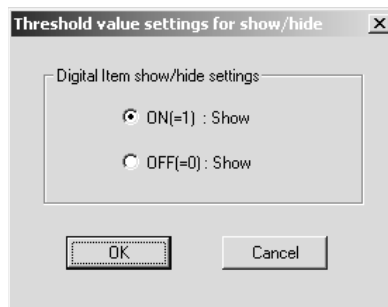 Threshold value settings for show/hide
Digital Item show/hide settings
ON(=1) : Show
OFF(=0) : Show
OK
Cancel